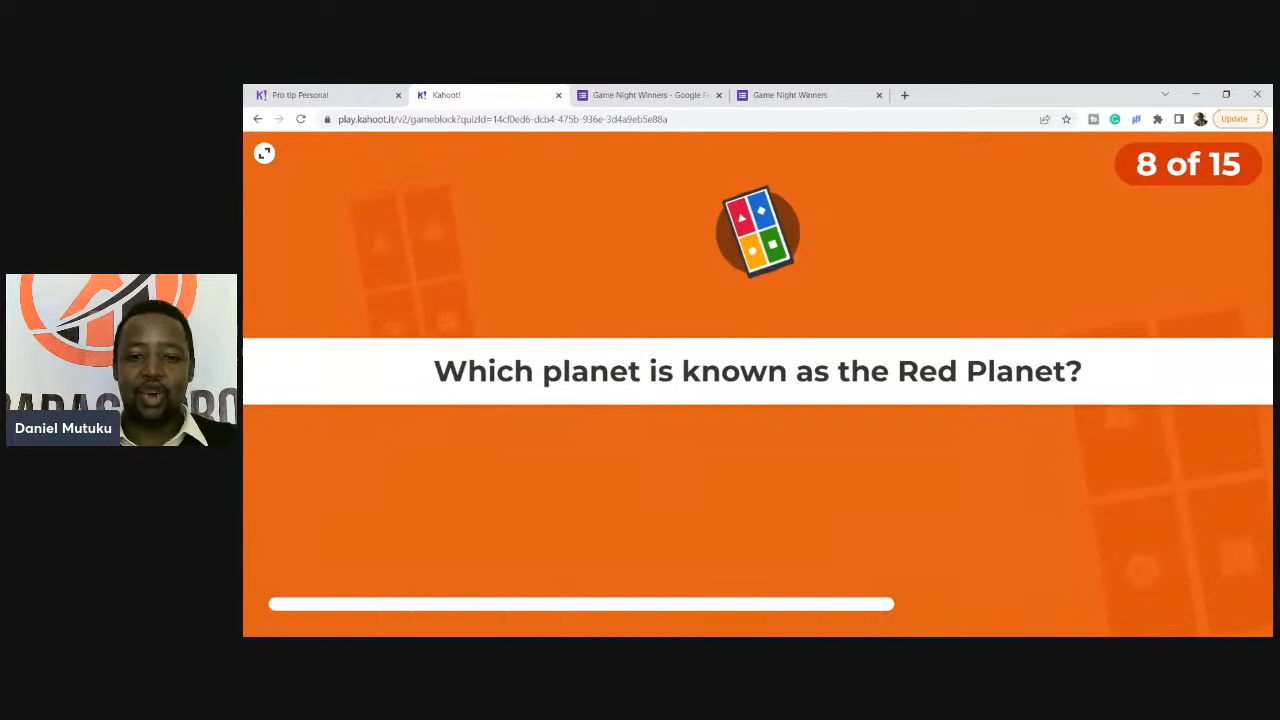 K! Pro tip Personal
K! Kahoot!
Game Night Winners - Google F
Game Night Winners
play.kahoot.it/v2/gameblock?quizId=14cf0ed6-dcb4-475b-936e-3d4a9eb5e88a
Update
8 of 15
Which planet is known as the Red Planet?
Daniel Mutuku